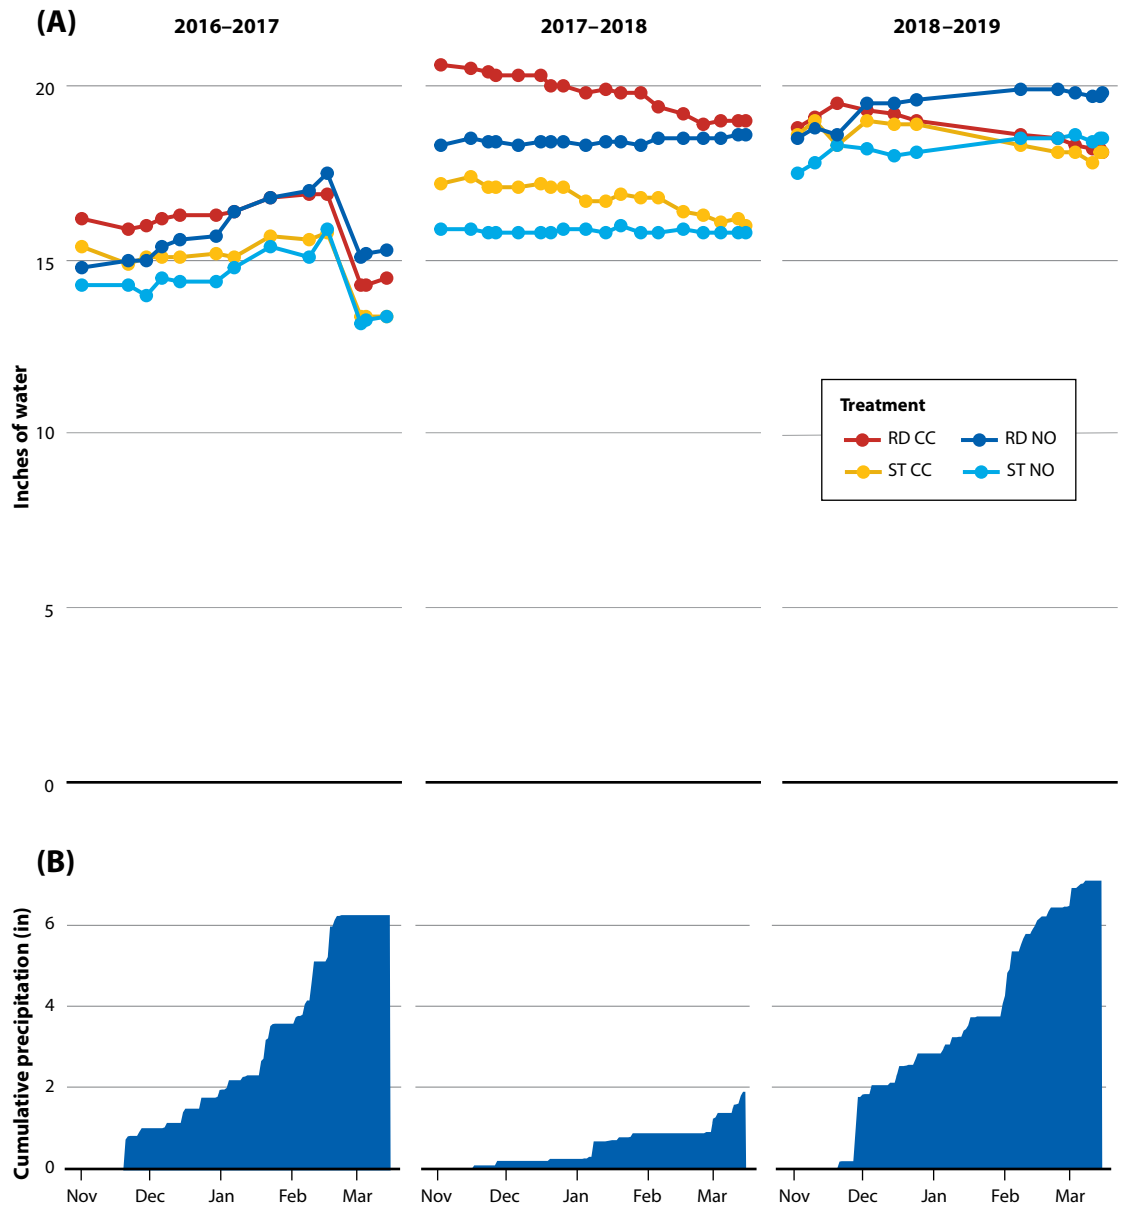 (A)
2016–2017 2017–2018 2018–2019
20
15
10
5
0
Inches of water
Treatment
RD CC RD NO
ST CC ST NO
(B)
6
4
2
0
Cumulative precipitation (in)
Nov Dec Jan Feb Mar Nov Dec Jan Feb Mar Nov Dec Jan Feb Mar